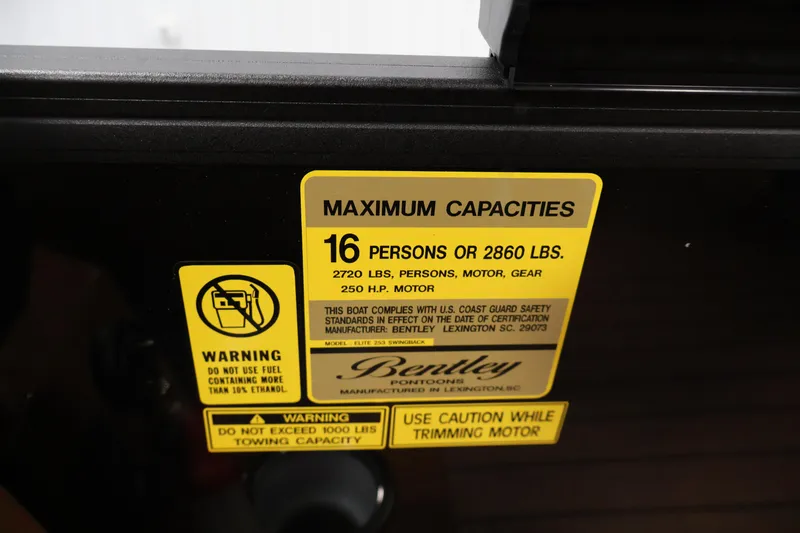 MAXIMUM CAPACITIES
16 PERSONS OR 2860 LBS.
2720 LBS, PERSONS, MOTOR, GEAR
250 H.P. MOTOR
THIS BOAT COMPLIES WITH U.S. COAST GUARD SAFETY
STANDARDS IN EFFECT ON THE DATE OF CERTIFICATION
MANUFACTURER: BENTLEY LEXINGTON SC. 29073
MODEL: ELITE 253 SWINGBACK
Bentley
PONTOONS
MANUFACTURED IN LEXINGTON, SC
WARNING
DO NOT USE FUEL
CONTAINING MORE
THAN 10% ETHANOL.
WARNING
DO NOT EXCEED 1000 LBS
TOWING CAPACITY
USE CAUTION WHILE
TRIMMING MOTOR